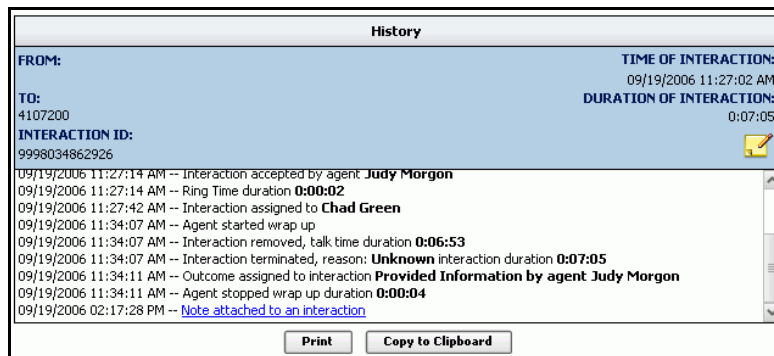 History
FROM:
TIME OF INTERACTION:
09/19/2006 11:27:02 AM
TO:
DURATION OF INTERACTION:
4107200
0:07:05
INTERACTION ID:
9998034862926
09/19/2006 11:27:14 AM -- Interaction accepted by agent Judy Morgon
09/19/2006 11:27:14 AM -- Ring Time duration 0:00:02
09/19/2006 11:27:42 AM -- Interaction assigned to Chad Green
09/19/2006 11:34:07 AM -- Agent started wrap up
09/19/2006 11:34:07 AM -- Interaction removed, talk time duration 0:06:53
09/19/2006 11:34:07 AM -- Interaction terminated, reason: Unknown interaction duration 0:07:05
09/19/2006 11:34:11 AM -- Outcome assigned to interaction Provided Information by agent Judy Morgon
09/19/2006 11:34:11 AM -- Agent stopped wrap up duration 0:00:04
09/19/2006 02:17:28 PM -- Note attached to an interaction
Print
Copy to Clipboard